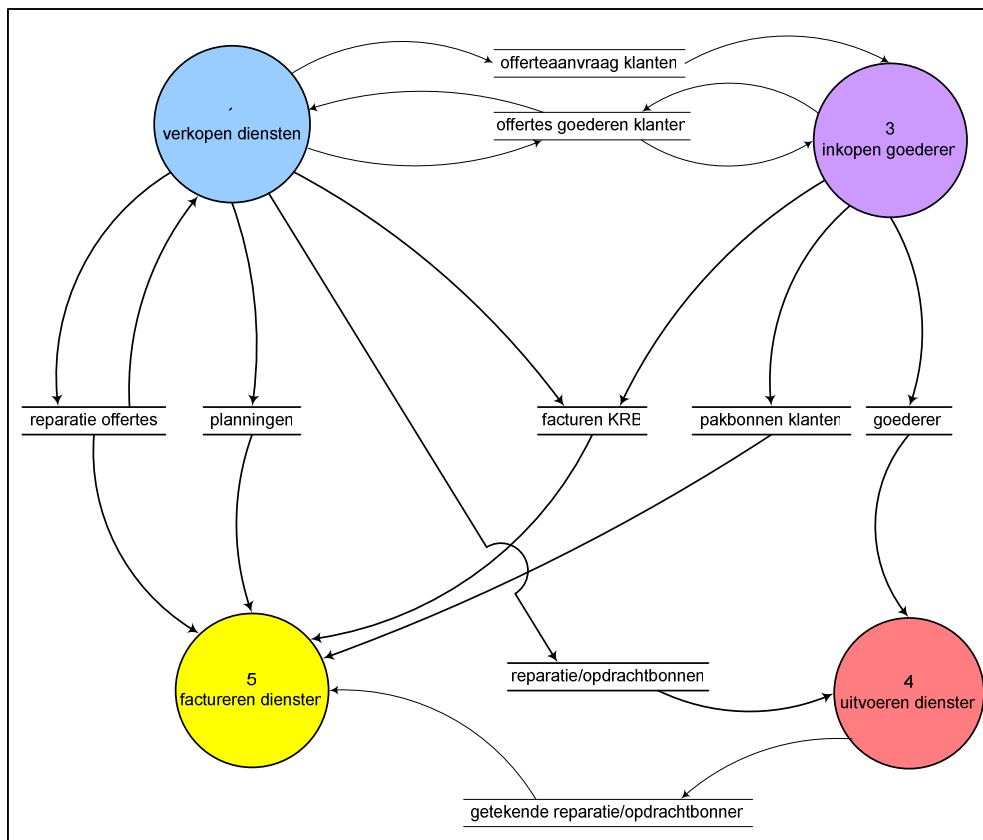 offerteaanvraag klanten
verkopen diensten
offertes goederen klanten
3
inkopen goederer
reparatie offertes
planningen
facturen KRB
pakbonnen klanten
goederer
5
factureren dienster
reparatie/opdrachtbonnen
4
uitvoeren dienster
getekende reparatie/opdrachtbonner